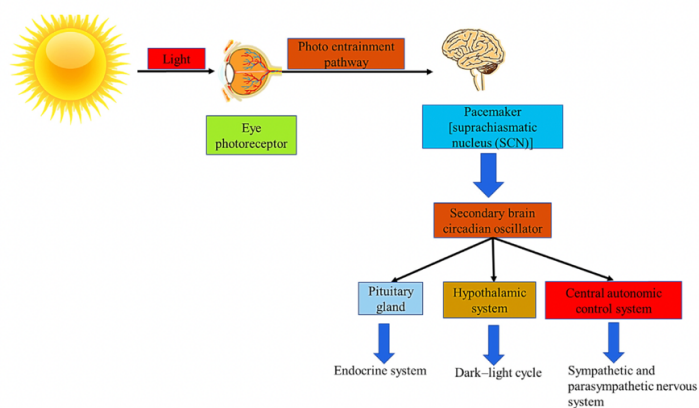 Light
Photo entrainment
pathway
Eye
photoreceptor
Pacemaker
[suprachiasmatic
nucleus (SCN)]
Secondary brain
circadian oscillator
Pituitary
gland
Hypothalamic
system
Central autonomic
control system
Endocrine system
Dark–light cycle
Sympathetic and
parasympathetic nervous
system